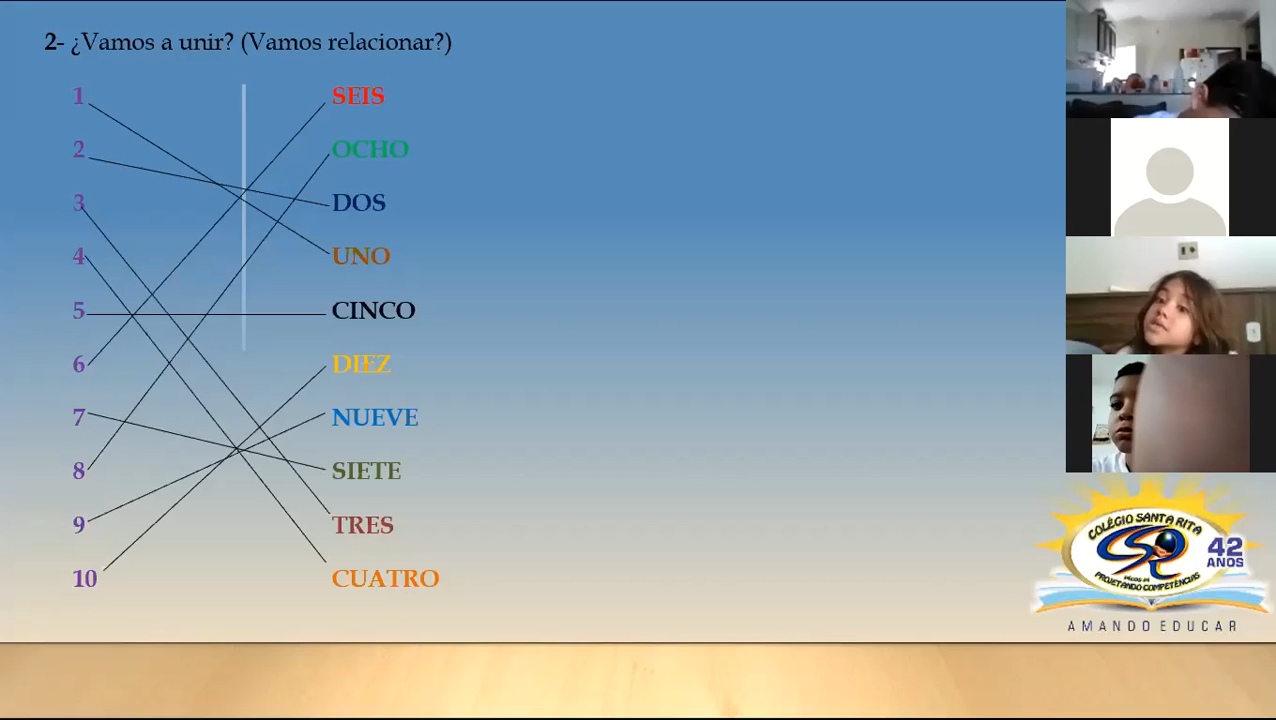 2- ¿Vamos a unir? (Vamos relacionar?)
1 SEIS
2 OCHO
3 DOS
4 UNO
5 CINCO
6 DIEZ
7 NUEVE
8 SIETE
9 TRES
10 CUATRO
COLÉGIO SANTA RITA
42
ANOS
PROJETANDO COMPETÊNCIAS
AMANDO EDUCAR